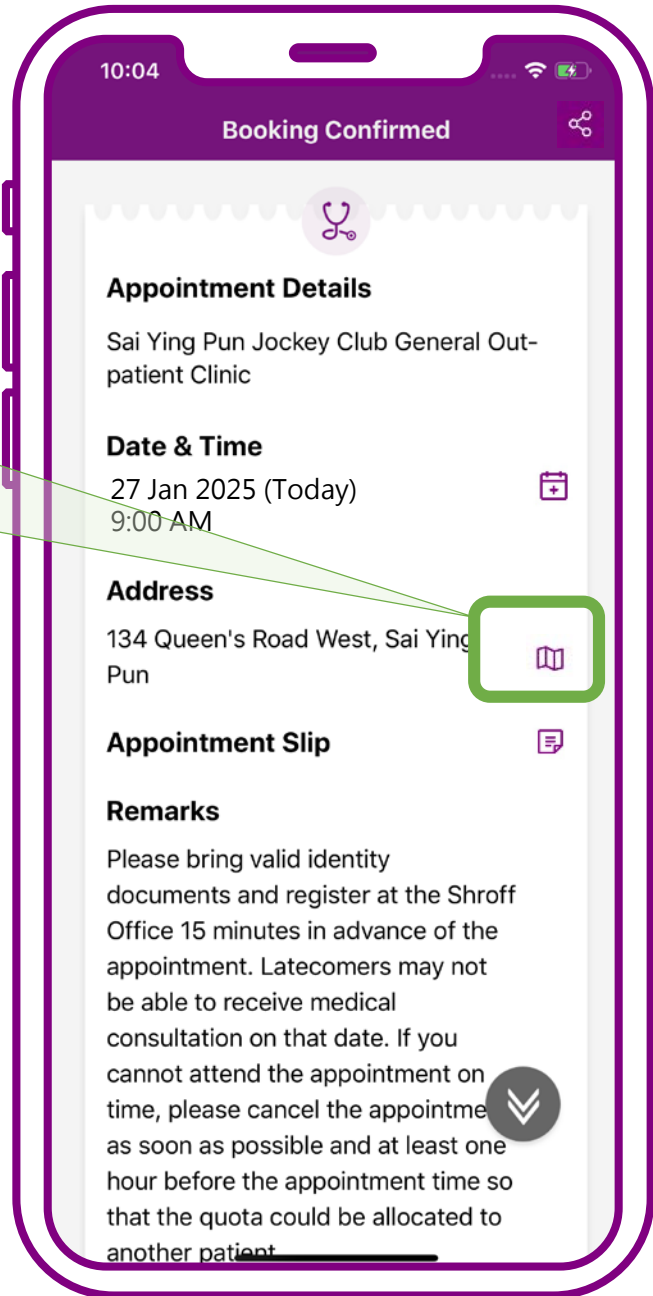 10:04
Booking Confirmed
Appointment Details
Sai Ying Pun Jockey Club General Out-
patient Clinic
Date & Time
27 Jan 2025 (Today)
9:00 AM
Address
134 Queen's Road West, Sai Ying
Pun
Appointment Slip
Remarks
Please bring valid identity
documents and register at the Shroff
Office 15 minutes in advance of the
appointment. Latecomers may not
be able to receive medical
consultation on that date. If you
cannot attend the appointment on
time, please cancel the appointme
as soon as possible and at least one
hour before the appointment time so
that the quota could be allocated to
another patient